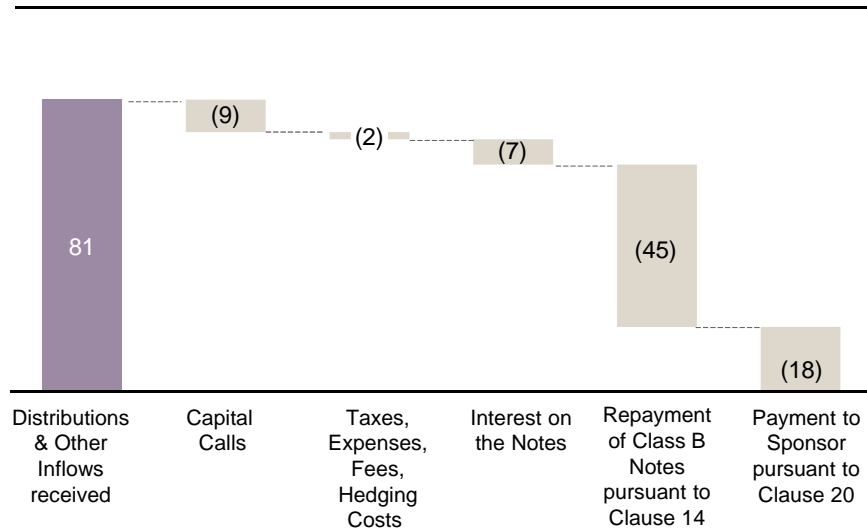 81
(9)
(2)
(7)
(45)
(18)
Distributions
& Other
Inflows
received
Capital
Calls
Taxes,
Expenses,
Fees,
Hedging
Costs
Interest on
the Notes
Repayment
of Class B
Notes
pursuant to
Clause 14
Payment to
Sponsor
pursuant to
Clause 20